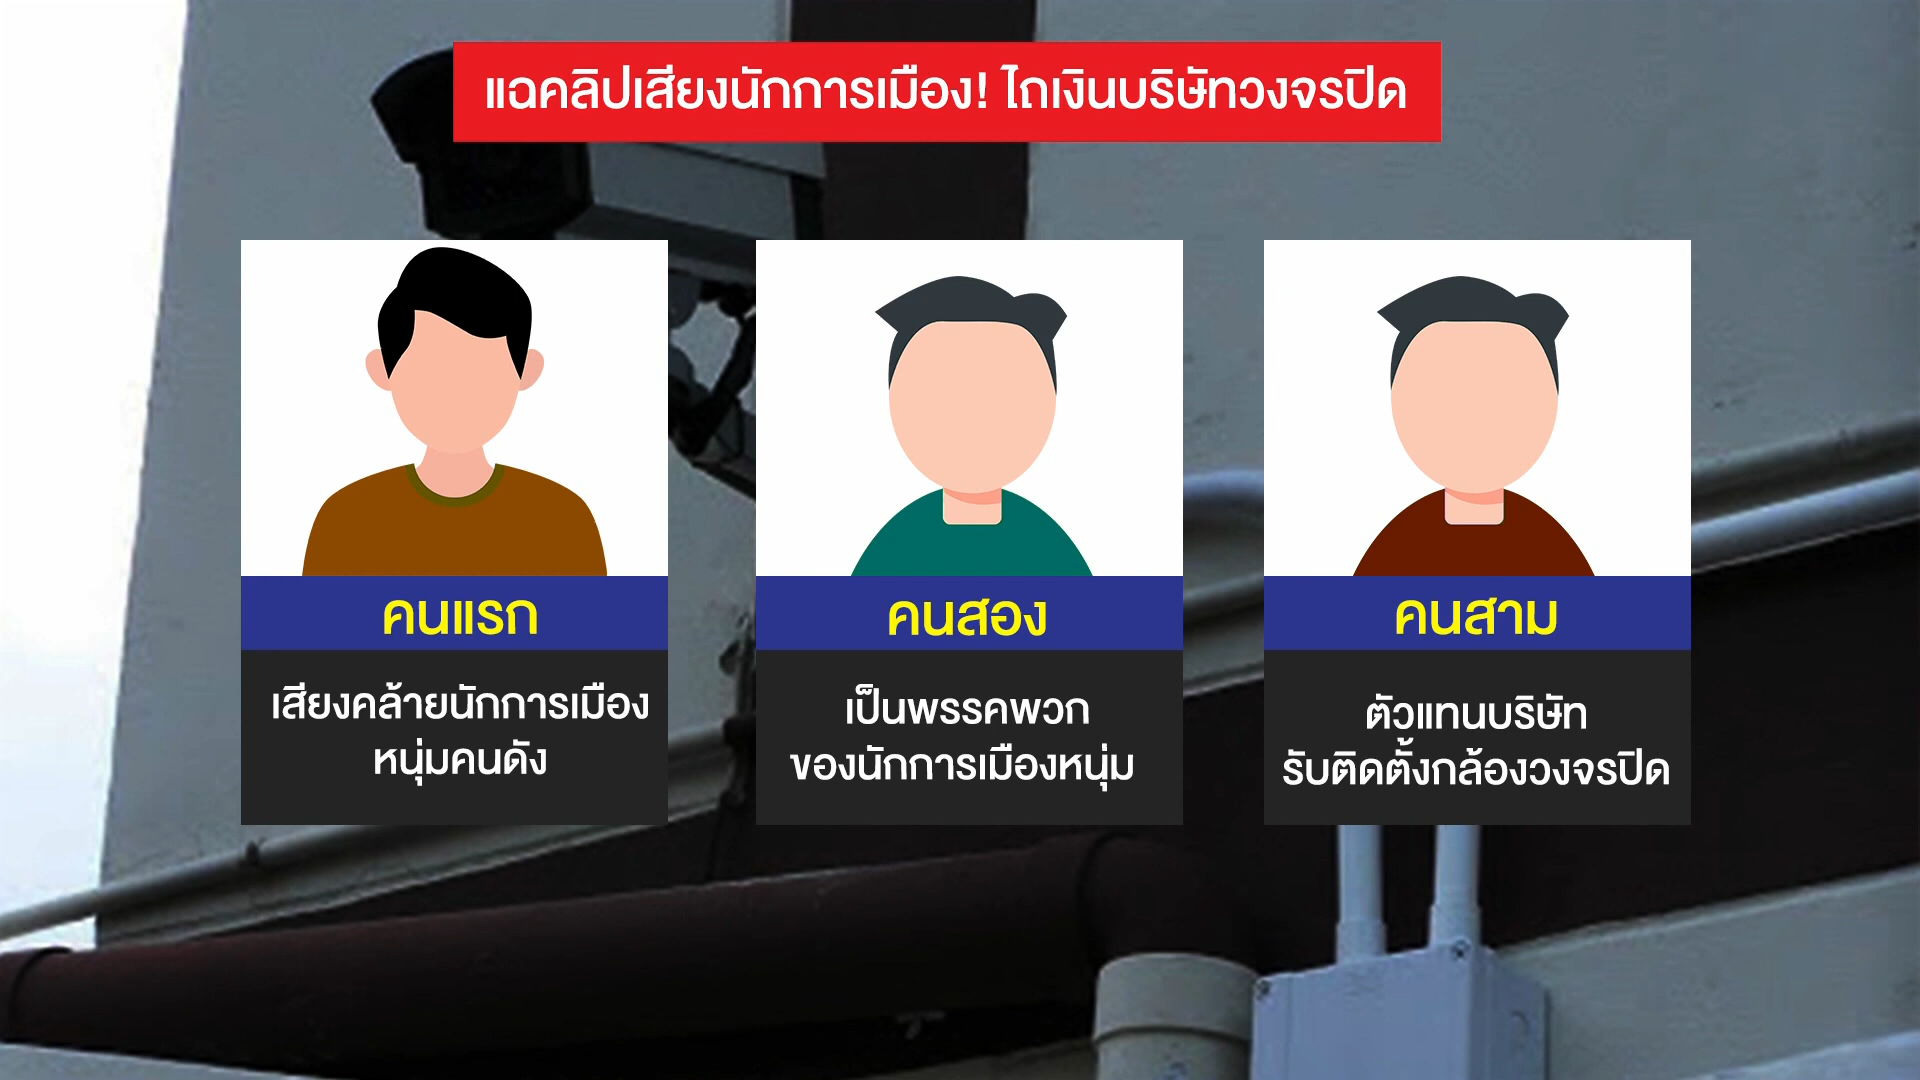 แฉคลิปเสียงนักการเมือง! ไถเงินบริษัทวงจรปิด
คนแรก
เสียงคล้ายนักการเมือง
หนุ่มคนดัง
คนสอง
เป็นพรรคพวก
ของนักการเมืองหนุ่ม
คนสาม
ตัวแทนบริษัท
รับติดตั้งกล้องวงจรปิด